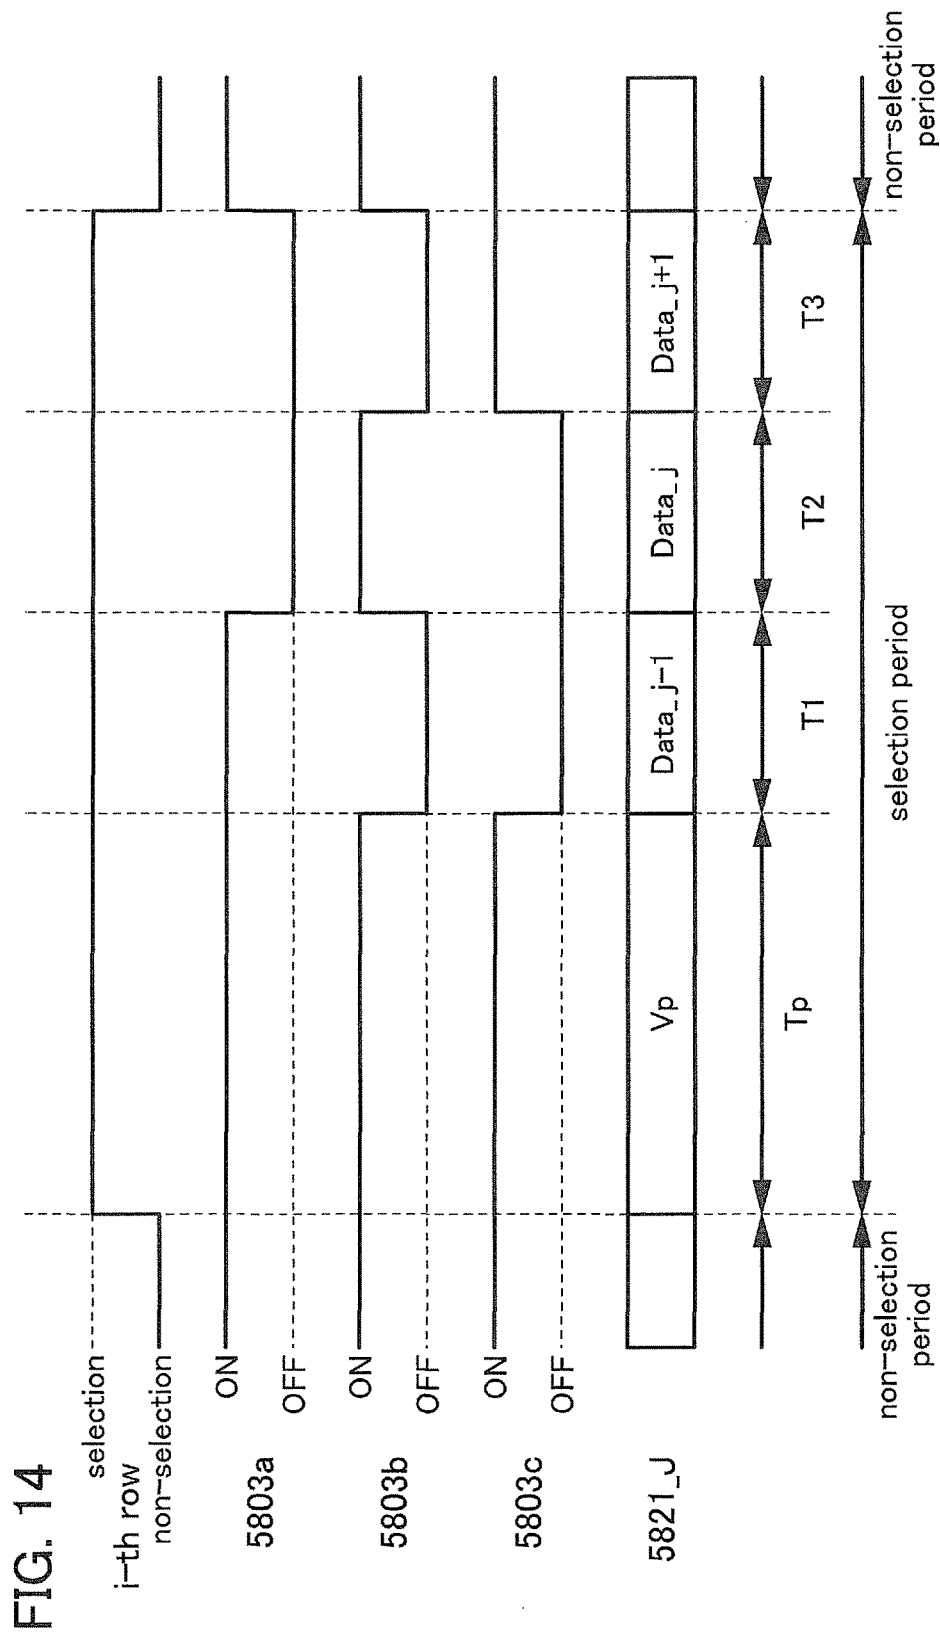 FIG. 14
selection
i-th row
non-selection
5803a
ON
OFF
5803b
ON
OFF
5803c
ON
OFF
5821_J
Vp
Data_j-1
Data_j
Data_j+1
Tp
T1
T2
T3
non-selection
period
selection period
non-selection
period